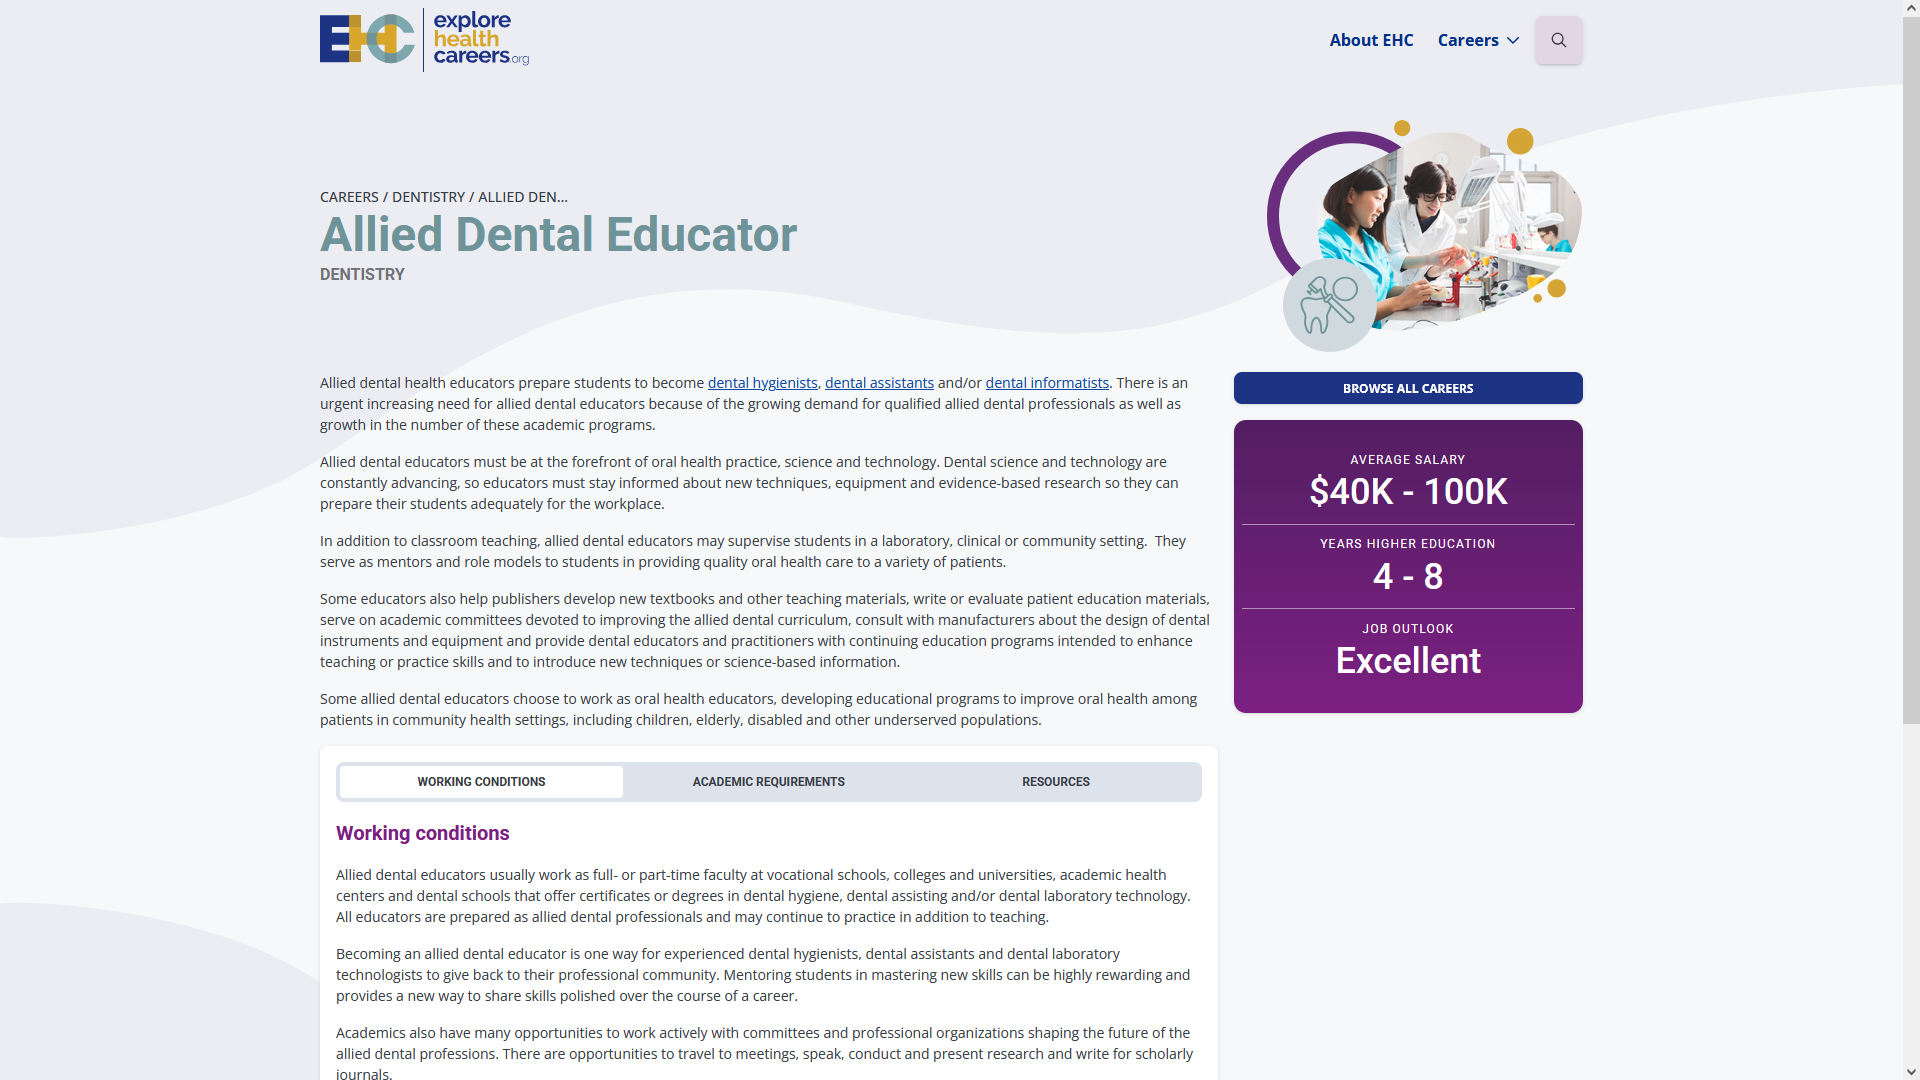 EHC
explore
health
careers.org
About EHC
Careers
CAREERS / DENTISTRY / ALLIED DEN...
Allied Dental Educator
DENTISTRY
Allied dental health educators prepare students to become dental hygienists, dental assistants and/or dental informatists. There is an
urgent increasing need for allied dental educators because of the growing demand for qualified allied dental professionals as well as
growth in the number of these academic programs.
Allied dental educators must be at the forefront of oral health practice, science and technology. Dental science and technology are
constantly advancing, so educators must stay informed about new techniques, equipment and evidence-based research so they can
prepare their students adequately for the workplace.
In addition to classroom teaching, allied dental educators may supervise students in a laboratory, clinical or community setting.  They
serve as mentors and role models to students in providing quality oral health care to a variety of patients.
Some educators also help publishers develop new textbooks and other teaching materials, write or evaluate patient education materials,
serve on academic committees devoted to improving the allied dental curriculum, consult with manufacturers about the design of dental
instruments and equipment and provide dental educators and practitioners with continuing education programs intended to enhance
teaching or practice skills and to introduce new techniques or science-based information.
Some allied dental educators choose to work as oral health educators, developing educational programs to improve oral health among
patients in community health settings, including children, elderly, disabled and other underserved populations.
BROWSE ALL CAREERS
AVERAGE SALARY
$40K - 100K
YEARS HIGHER EDUCATION
4 - 8
JOB OUTLOOK
Excellent
WORKING CONDITIONS
ACADEMIC REQUIREMENTS
RESOURCES
Working conditions
Allied dental educators usually work as full- or part-time faculty at vocational schools, colleges and universities, academic health
centers and dental schools that offer certificates or degrees in dental hygiene, dental assisting and/or dental laboratory technology.
All educators are prepared as allied dental professionals and may continue to practice in addition to teaching.
Becoming an allied dental educator is one way for experienced dental hygienists, dental assistants and dental laboratory
technologists to give back to their professional community. Mentoring students in mastering new skills can be highly rewarding and
provides a new way to share skills polished over the course of a career.
Academics also have many opportunities to work actively with committees and professional organizations shaping the future of the
allied dental professions. There are opportunities to travel to meetings, speak, conduct and present research and write for scholarly
journals.